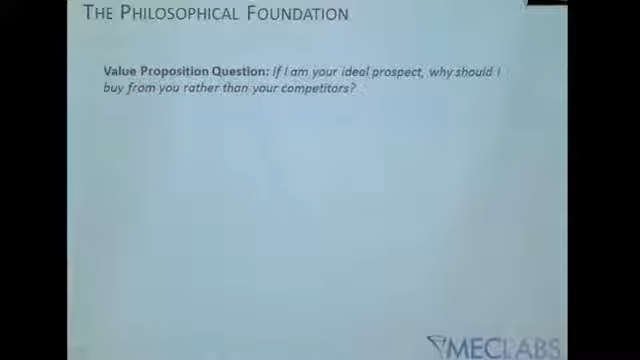 THE PHILOSOPHICAL FOUNDATION
Value Proposition Question: If I am your ideal prospect, why should I
buy from you rather than your competitors?
MECLABS